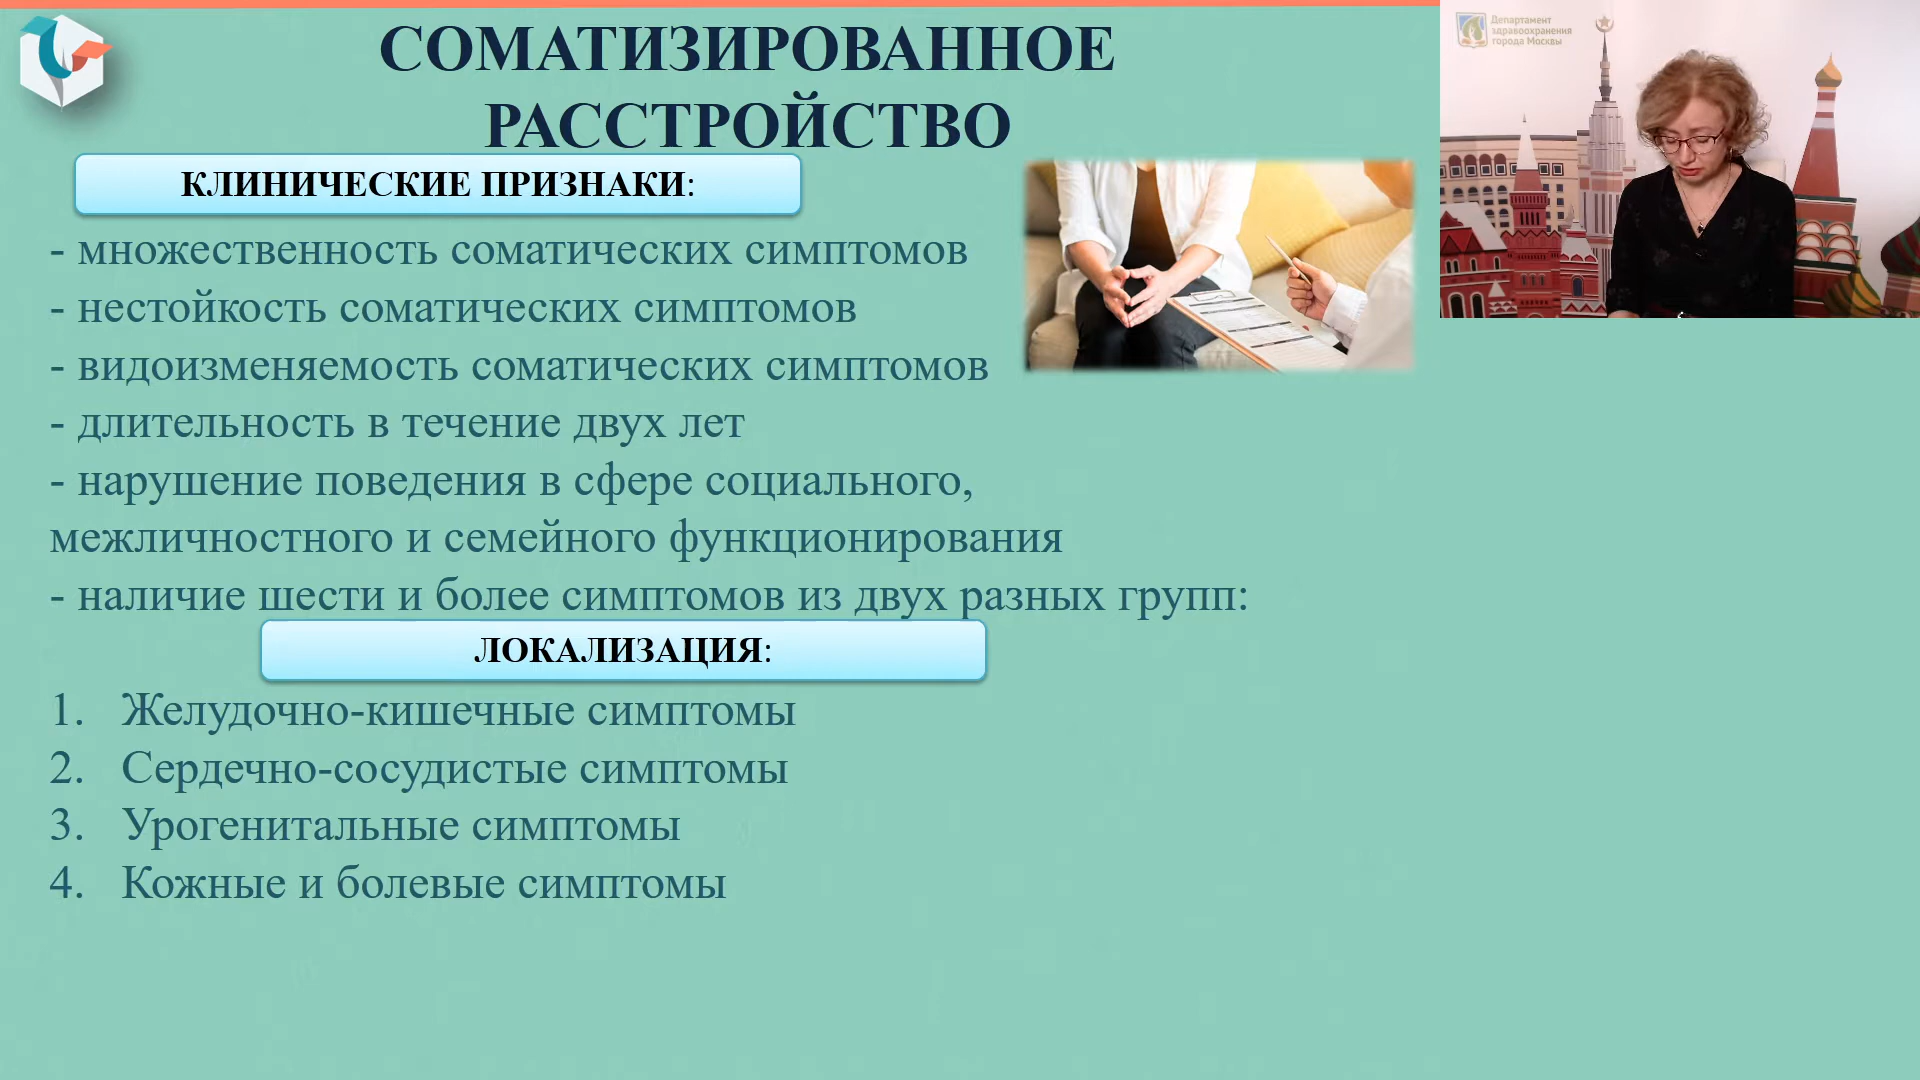 СОМАТИЗИРОВАННОЕ
РАССТРОЙСТВО
КЛИНИЧЕСКИЕ ПРИЗНАКИ:
- множественность соматических симптомов
- нестойкость соматических симптомов
- видоизменяемость соматических симптомов
- длительность в течение двух лет
- нарушение поведения в сфере социального,
межличностного и семейного функционирования
- наличие шести и более симптомов из двух разных групп:
ЛОКАЛИЗАЦИЯ:
1. Желудочно-кишечные симптомы
2. Сердечно-сосудистые симптомы
3. Урогенитальные симптомы
4. Кожные и болевые симптомы
Департамент
здравоохранения
города Москвы